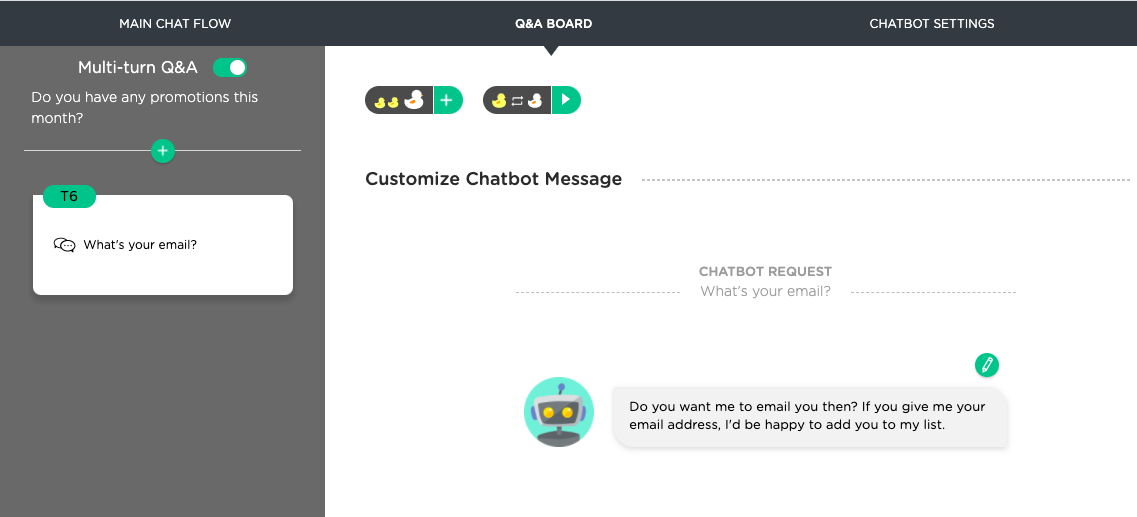 MAIN CHAT FLOW
Q&A BOARD
CHATBOT SETTINGS
Multi-turn Q&A
Do you have any promotions this
month?
T6
What's your email?
Customize Chatbot Message
CHATBOT REQUEST
What's your email?
Do you want me to email you then? If you give me your
email address, I'd be happy to add you to my list.